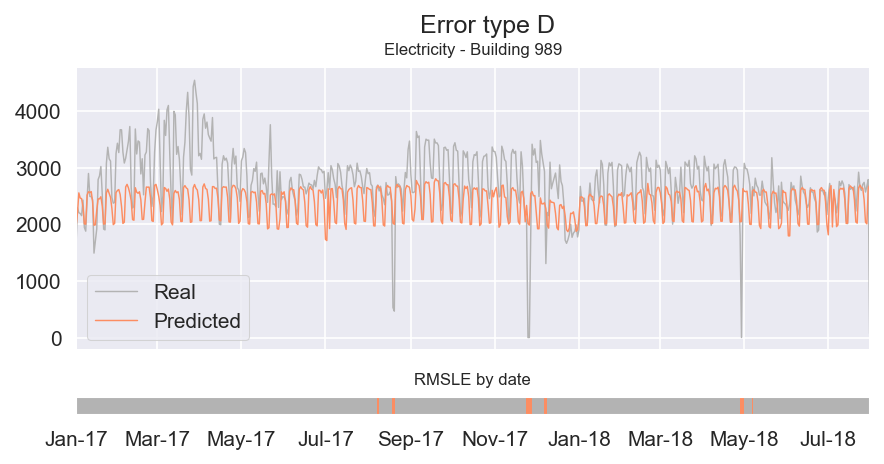 Error type D
Electricity - Building 989
4000
3000
2000
1000
0
Real
Predicted
RMSLE by date
Jan-17 Mar-17 May-17 Jul-17 Sep-17 Nov-17 Jan-18 Mar-18 May-18 Jul-18